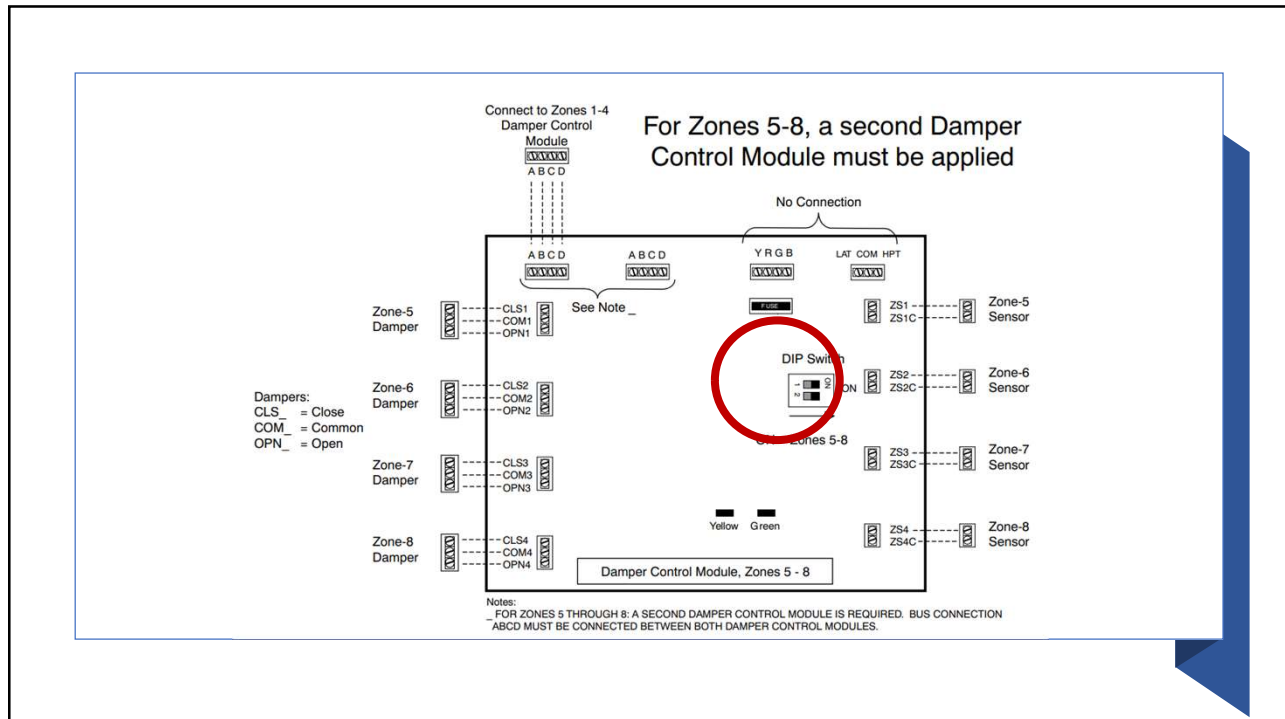 Connect to Zones 1-4
Damper Control
Module
A B C D
For Zones 5-8, a second Damper
Control Module must be applied
No Connection
A B C D
A B C D
Y R G B
LAT COM HPT
See Note _
FUSE
Zone-5
Damper
CLS1
COM1
OPN1
ZS1
ZS1C
Zone-5
Sensor
DIP Switch
1
2
ON
ON
Zones 5-8
Zone-6
Damper
CLS2
COM2
OPN2
ZS2
ZS2C
Zone-6
Sensor
Dampers:
CLS_ = Close
COM_ = Common
OPN_ = Open
Zone-7
Damper
CLS3
COM3
OPN3
ZS3
ZS3C
Zone-7
Sensor
Yellow Green
Zone-8
Damper
CLS4
COM4
OPN4
ZS4
ZS4C
Zone-8
Sensor
Damper Control Module, Zones 5 - 8
Notes:
_ FOR ZONES 5 THROUGH 8: A SECOND DAMPER CONTROL MODULE IS REQUIRED. BUS CONNECTION
ABCD MUST BE CONNECTED BETWEEN BOTH DAMPER CONTROL MODULES.